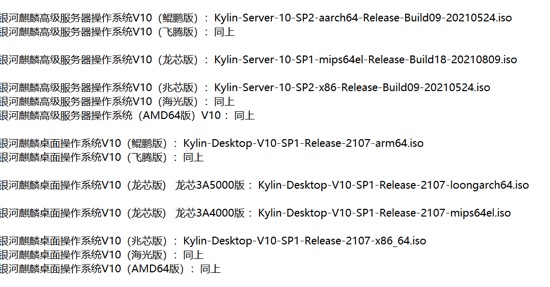 银河麒麟高级服务器操作系统V10（鲲鹏版）: Kylin-Server-10-SP2-aarch64-Release-Build09-20210524.iso
银河麒麟高级服务器操作系统V10（飞腾版）: 同上
银河麒麟高级服务器操作系统V10（龙芯版）: Kylin-Server-10-SP1-mips64el-Release-Build18-20210809.iso
银河麒麟高级服务器操作系统V10（兆芯版）: Kylin-Server-10-SP2-x86-Release-Build09-20210524.iso
银河麒麟高级服务器操作系统V10（海光版）: 同上
银河麒麟高级服务器操作系统（AMD64版）V10 : 同上
银河麒麟桌面操作系统V10（鲲鹏版）: Kylin-Desktop-V10-SP1-Release-2107-arm64.iso
银河麒麟桌面操作系统V10（飞腾版）: 同上
银河麒麟桌面操作系统V10（龙芯版） 龙芯3A5000版 : Kylin-Desktop-V10-SP1-Release-2107-loongarch64.iso
银河麒麟桌面操作系统V10（龙芯版） 龙芯3A4000版 : Kylin-Desktop-V10-SP1-Release-2107-mips64el.iso
银河麒麟桌面操作系统V10（兆芯版）: Kylin-Desktop-V10-SP1-Release-2107-x86_64.iso
银河麒麟桌面操作系统V10（海光版）: 同上
银河麒麟桌面操作系统V10（AMD64版）: 同上